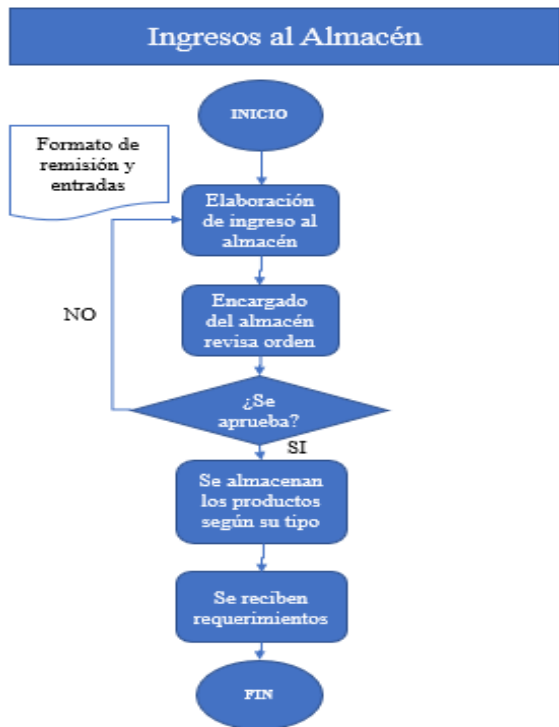 Ingresos al Almacén
INICIO
Formato de
remisión y
entradas
Elaboración
de ingreso al
almacén
Encargado
del almacén
revisa orden
NO
¿Se
aprueba?
SI
Se almacenan
los productos
según su tipo
Se reciben
requerimientos
FIN